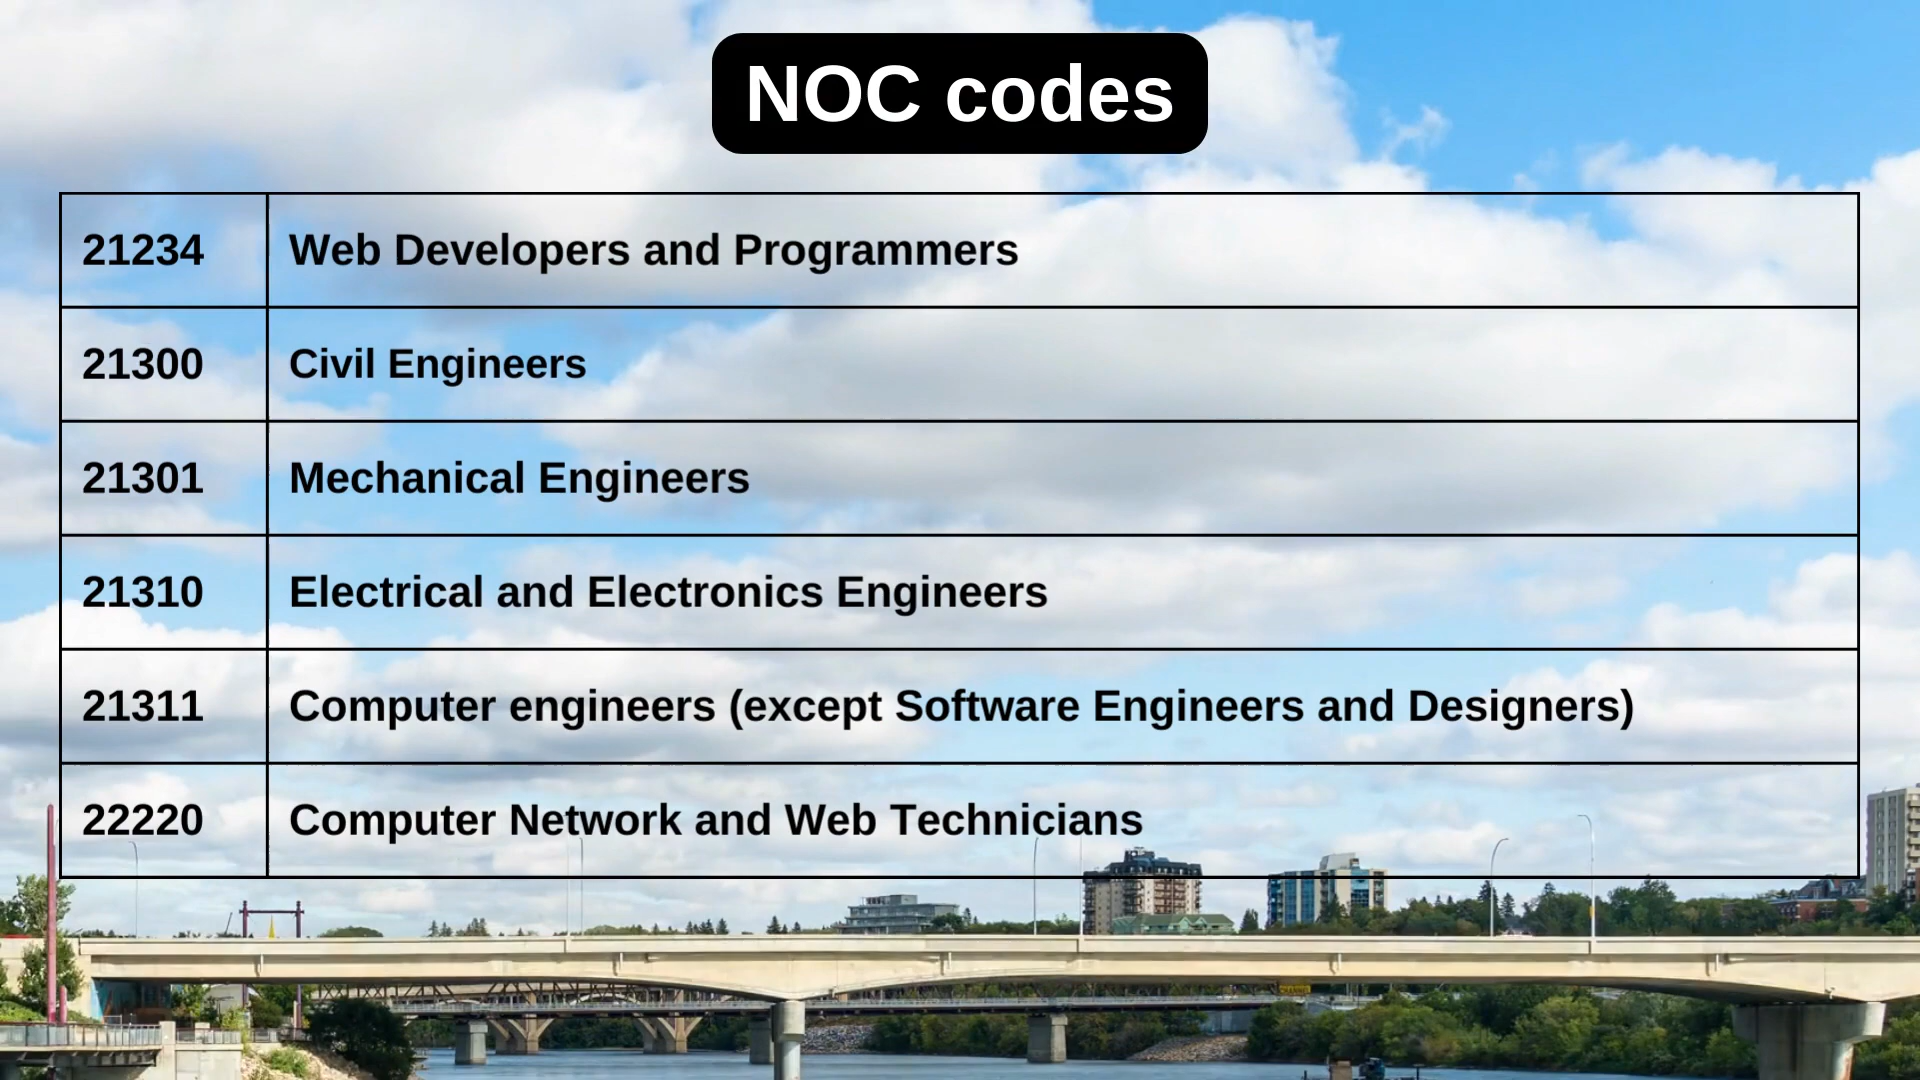 NOC codes
21234 Web Developers and Programmers
21300 Civil Engineers
21301 Mechanical Engineers
21310 Electrical and Electronics Engineers
21311 Computer engineers (except Software Engineers and Designers)
22220 Computer Network and Web Technicians